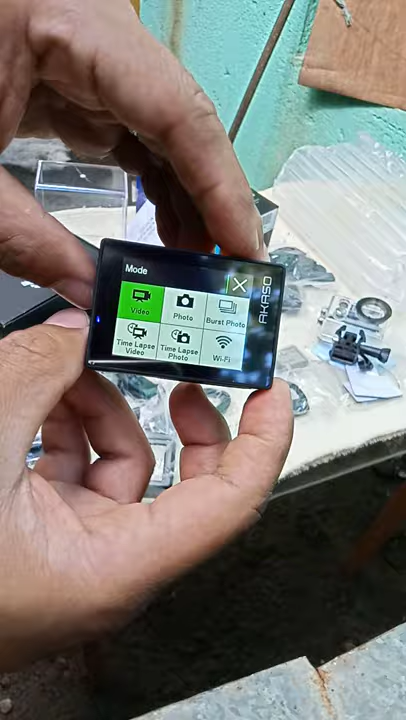 Mode
Video
Photo
Burst Photo
Time Lapse
Video
Time Lapse
Photo
Wi-Fi
AKASO